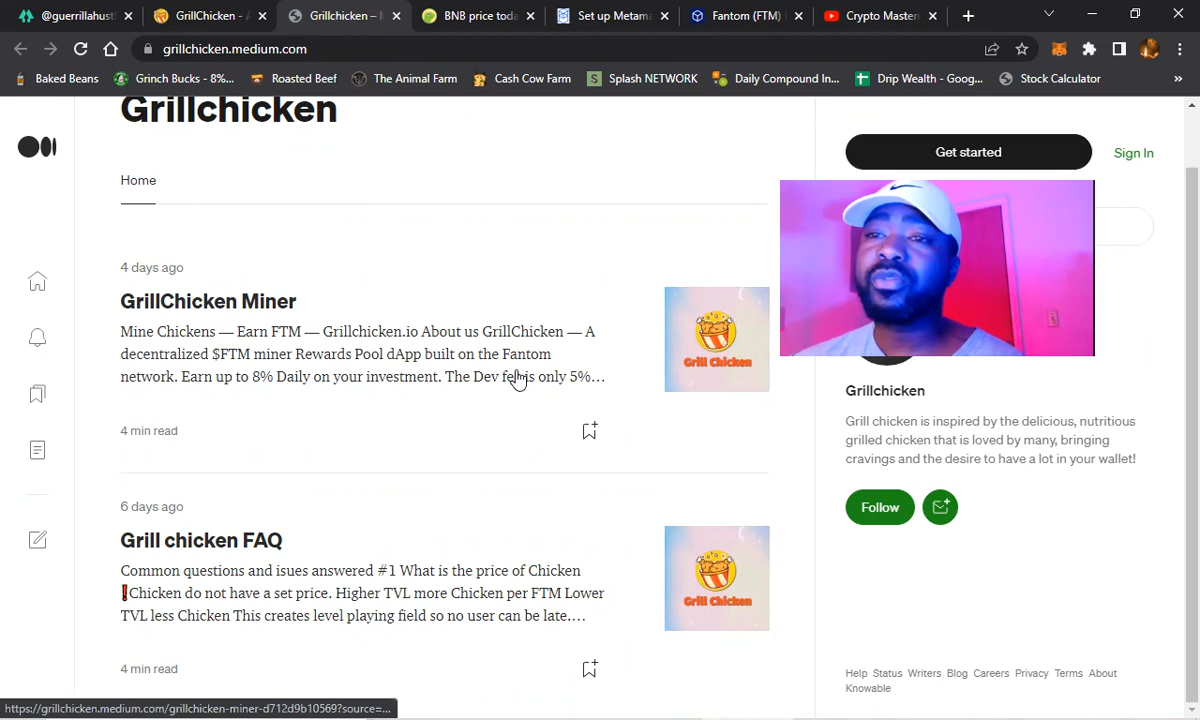 @guerillahustl
GrillChicken - A
Grillchicken – I
BNB price toda
Set up Metama
Fantom (FTM)
Crypto Master
grillchicken.medium.com
Baked Beans
Grinch Bucks - 8%...
Roasted Beef
The Animal Farm
Cash Cow Farm
Splash NETWORK
Daily Compound In...
Drip Wealth - Goog...
Stock Calculator
Grillchicken
Home
4 days ago
GrillChicken Miner
Mine Chickens — Earn FTM — Grillchicken.io About us GrillChicken — A
decentralized $FTM miner Rewards Pool dApp built on the Fantom
network. Earn up to 8% Daily on your investment. The Dev fee is only 5%…
4 min read
Grill Chicken
6 days ago
Grill chicken FAQ
Common questions and isues answered #1 What is the price of Chicken
❗Chicken do not have a set price. Higher TVL more Chicken per FTM Lower
TVL less Chicken This creates level playing field so no user can be late.…
4 min read
Grill Chicken
Get started
Sign In
Grillchicken
Grill chicken is inspired by the delicious, nutritious
grilled chicken that is loved by many, bringing
cravings and the desire to have a lot in your wallet!
Follow
Help Status Writers Blog Careers Privacy Terms About
Knowable
https://grillchicken.medium.com/grillchicken-miner-d712d9b10569?source=...